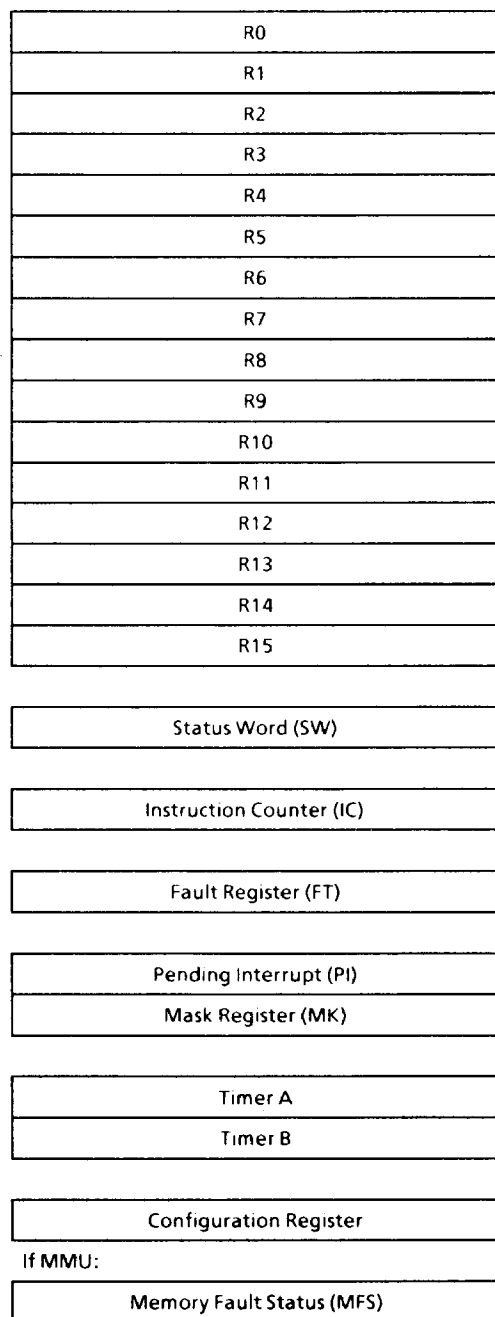 R0
R1
R2
R3
R4
R5
R6
R7
R8
R9
R10
R11
R12
R13
R14
R15
Status Word (SW)
Instruction Counter (IC)
Fault Register (FT)
Pending Interrupt (PI)
Mask Register (MK)
Timer A
Timer B
Configuration Register
If MMU:
Memory Fault Status (MFS)